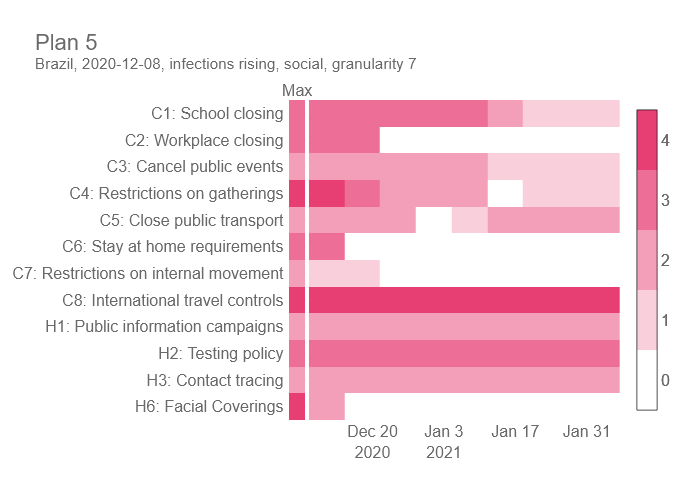 Plan 5
Brazil, 2020-12-08, infections rising, social, granularity 7
Max
C1: School closing
C2: Workplace closing
C3: Cancel public events
C4: Restrictions on gatherings
C5: Close public transport
C6: Stay at home requirements
C7: Restrictions on internal movement
C8: International travel controls
H1: Public information campaigns
H2: Testing policy
H3: Contact tracing
H6: Facial Coverings
4
3
2
1
0
Dec 20 Jan 3 Jan 17 Jan 31
2020 2021